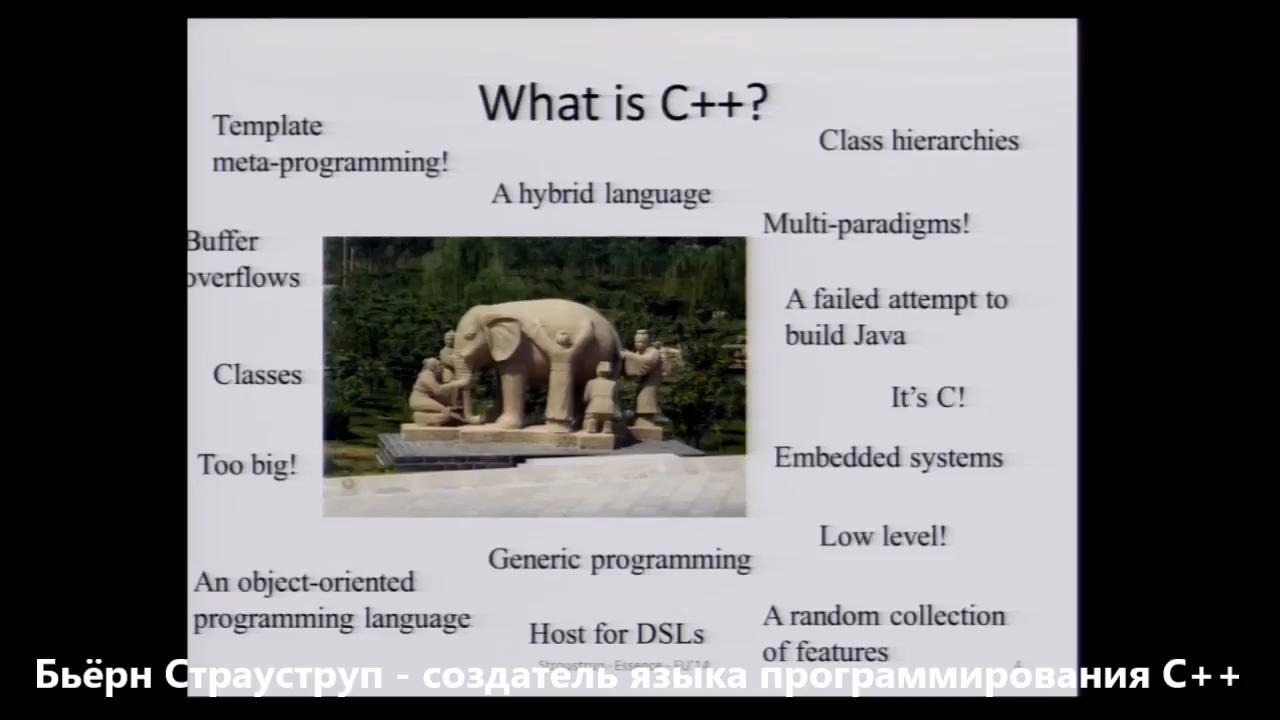 What is C++?
Template
meta-programming!
Class hierarchies
A hybrid language
Multi-paradigms!
Buffer
overflows
A failed attempt to
build Java
Classes
It's C!
Too big!
Embedded systems
Low level!
Generic programming
An object-oriented
programming language
A random collection
of features
Host for DSLs
Stroustrup - Essence -
Бьёрн Страуструп - создатель языка программирования C++